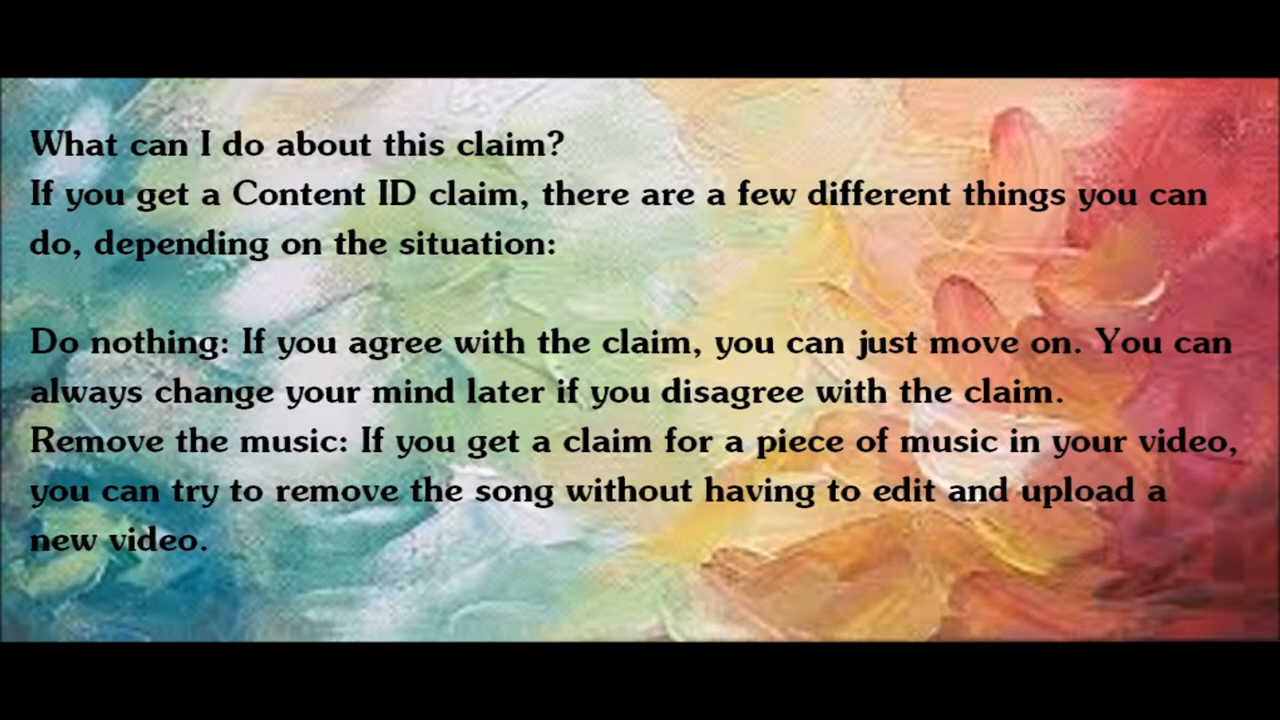 What can I do about this claim?
If you get a Content ID claim, there are a few different things you can
do, depending on the situation:
Do nothing: If you agree with the claim, you can just move on. You can
always change your mind later if you disagree with the claim.
Remove the music: If you get a claim for a piece of music in your video,
you can try to remove the song without having to edit and upload a
new video.